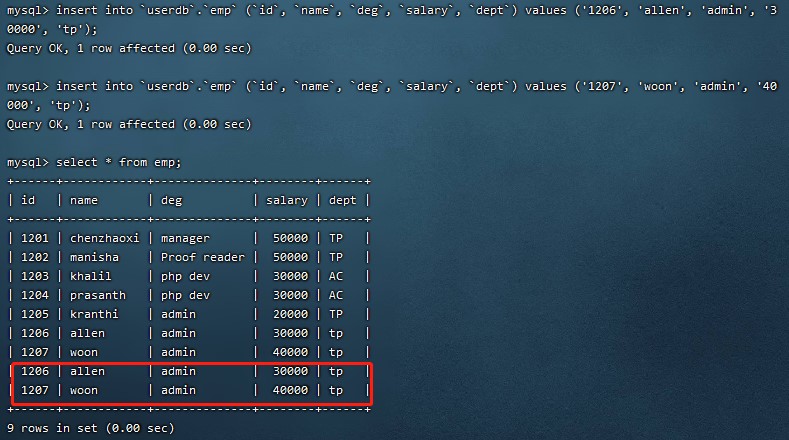 mysql> insert into `userdb`.`emp` (`id`, `name`, `deg`, `salary`, `dept`) values ('1206', 'allen', 'admin', '3
0000', 'tp');
Query OK, 1 row affected (0.00 sec)
mysql> insert into `userdb`.`emp` (`id`, `name`, `deg`, `salary`, `dept`) values ('1207', 'woon', 'admin', '40
000', 'tp');
Query OK, 1 row affected (0.00 sec)
mysql> select * from emp;
+------+------------+--------------+--------+------+
| id   | name       | deg          | salary | dept |
+------+------------+--------------+--------+------+
| 1201 | chenzhaoxi | manager      |  50000 | TP   |
| 1202 | manisha    | Proof reader |  50000 | TP   |
| 1203 | khalil     | php dev      |  30000 | AC   |
| 1204 | prasanth   | php dev      |  30000 | AC   |
| 1205 | kranthi    | admin        |  20000 | TP   |
| 1206 | allen      | admin        |  30000 | tp   |
| 1207 | woon       | admin        |  40000 | tp   |
| 1206 | allen      | admin        |  30000 | tp   |
| 1207 | woon       | admin        |  40000 | tp   |
+------+------------+--------------+--------+------+
9 rows in set (0.00 sec)